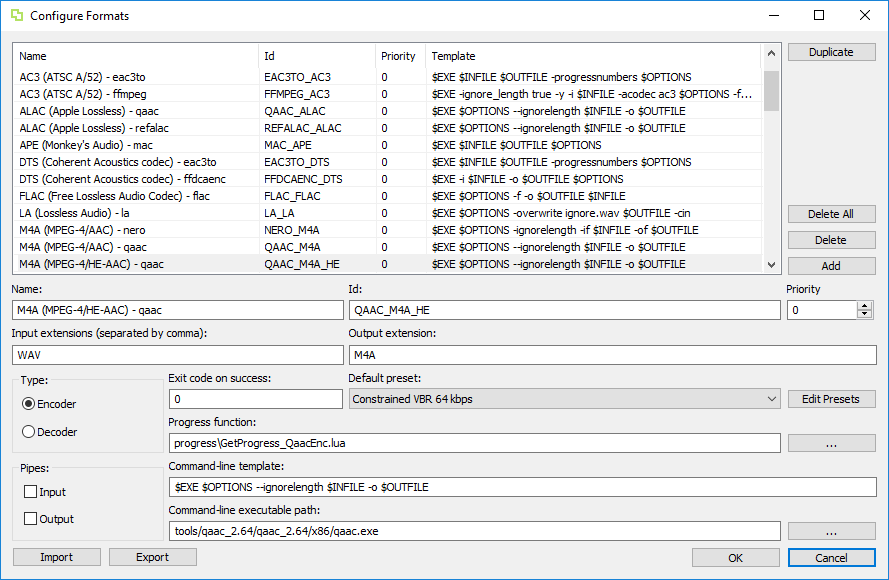 Configure Formats
Name Id Priority Template
AC3 (ATSC A/52) - eac3to EAC3TO_AC3 0 $EXE $INFILE $OUTFILE -progressnumbers $OPTIONS
AC3 (ATSC A/52) - ffmpeg FFMPEG_AC3 0 $EXE -ignore_length true -y -i $INFILE -acodec ac3 $OPTIONS -f...
ALAC (Apple Lossless) - qaac QAAC_ALAC 0 $EXE $OPTIONS --ignorelength $INFILE -o $OUTFILE
ALAC (Apple Lossless) - refalac REFALAC_ALAC 0 $EXE $OPTIONS --ignorelength $INFILE -o $OUTFILE
APE (Monkey's Audio) - mac MAC_APE 0 $EXE $INFILE $OUTFILE $OPTIONS
DTS (Coherent Acoustics codec) - eac3to EAC3TO_DTS 0 $EXE $INFILE $OUTFILE -progressnumbers $OPTIONS
DTS (Coherent Acoustics codec) - ffdcaenc FFDCAENC_DTS 0 $EXE -i $INFILE -o $OUTFILE $OPTIONS
FLAC (Free Lossless Audio Codec) - flac FLAC_FLAC 0 $EXE $OPTIONS -f -o $OUTFILE $INFILE
LA (Lossless Audio) - la LA_LA 0 $EXE $OPTIONS -overwrite ignore.wav $OUTFILE -cin
M4A (MPEG-4/AAC) - nero NERO_M4A 0 $EXE $OPTIONS -ignorelength -if $INFILE -of $OUTFILE
M4A (MPEG-4/AAC) - qaac QAAC_M4A 0 $EXE $OPTIONS --ignorelength $INFILE -o $OUTFILE
M4A (MPEG-4/HE-AAC) - qaac QAAC_M4A_HE 0 $EXE $OPTIONS --ignorelength $INFILE -o $OUTFILE
Duplicate
Delete All
Delete
Add
Name: Id: Priority
M4A (MPEG-4/HE-AAC) - qaac QAAC_M4A_HE 0
Input extensions (separated by comma): Output extension:
WAV M4A
Type: Exit code on success: Default preset:
Encoder 0 Constrained VBR 64 kbps Edit Presets
Decoder
Progress function:
progress\GetProgress_QaacEnc.lua ...
Pipes: Command-line template:
Input $EXE $OPTIONS --ignorelength $INFILE -o $OUTFILE
Output Command-line executable path:
tools/qaac_2.64/qaac_2.64/x86/qaac.exe ...
Import Export OK Cancel